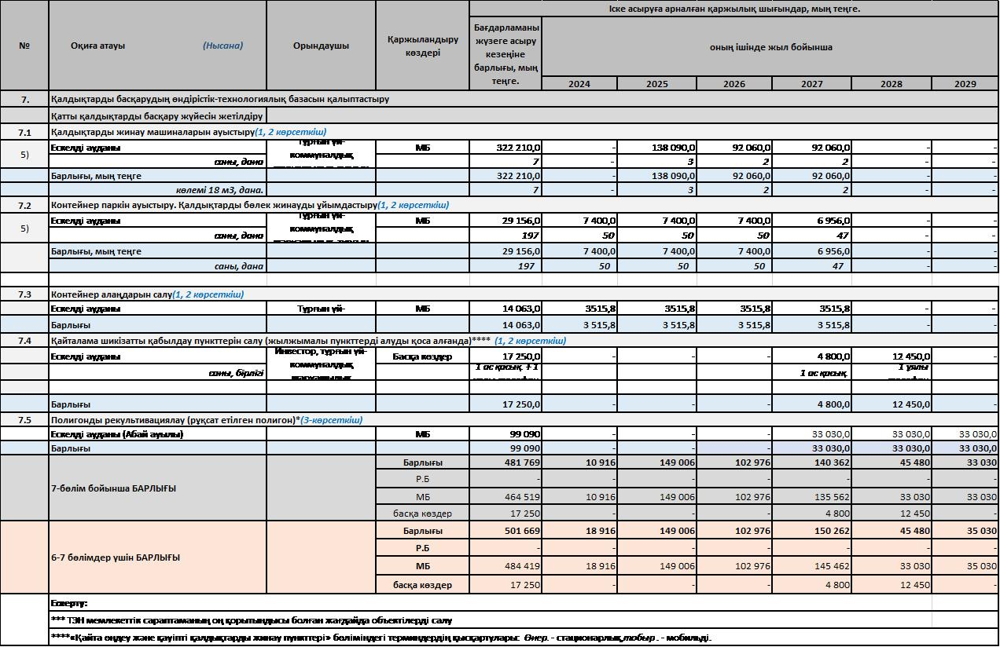 Іске асыруға арналған қаржылық шығындар, мың теңге.
№ Оқиға атауы (Нысана) Орындаушы Қаржыландыру көздері Бағдарламаны жүзеге асыру кезеңіне барлығы, мың теңге. оның ішінде жыл бойынша
2024 2025 2026 2027 2028 2029
7. Қалдықтарды басқарудың өндірістік-технологиялық базасын қалыптастыру
Қатты қалдықтарды басқару жүйесін жетілдіру
7.1 Қалдықтарды жинау машиналарын ауыстыру(1, 2 көрсеткіш)
5) Ескелді ауданы Тұрғын үй-коммуналдық МБ 322 210,0 - 138 090,0 92 060,0 92 060,0 - -
саны, дана 7 - 3 2 2 - -
Барлығы, мың теңге 322 210,0 - 138 090,0 92 060,0 92 060,0 - -
көлемі 18 м3, дана. 7 - 3 2 2 - -
7.2 Контейнер паркін ауыстыру. Қалдықтарды бөлек жинауды ұйымдастыру(1, 2 көрсеткіш)
5) Ескелді ауданы Тұрғын үй-коммуналдық МБ 29 156,0 7 400,0 7 400,0 7 400,0 6 956,0 - -
саны, дана 197 50 50 50 47 - -
Барлығы, мың теңге 29 156,0 7 400,0 7 400,0 7 400,0 6 956,0 - -
саны, дана 197 50 50 50 47 - -
7.3 Контейнер алаңдарын салу(1, 2 көрсеткіш)
Ескелді ауданы Тұрғын үй- МБ 14 063,0 3515,8 3515,8 3515,8 3515,8 - -
Барлығы 14 063,0 3 515,8 3 515,8 3 515,8 3 515,8 - -
7.4 Қайталама шикізатты қабылдау пункттерін салу (жылжымалы пункттерді алуды қоса алғанда)**** (1, 2 көрсеткіш)
Ескелді ауданы Инвестор, тұрғын үй-коммуналдық Басқа көздер 17 250,0 - - - 4 800,0 12 450,0 -
саны, бірлігі 1 ас қасық. + 1 1 ас қасық. 1 ұялы
Барлығы 17 250,0 - - - 4 800,0 12 450,0 -
7.5 Полигонды рекультивациялау (рұқсат етілген полигон)*(3-көрсеткіш)
Ескелді ауданы (Абай ауылы) МБ 99 090 - - - 33 030,0 33 030,0 33 030,0
Барлығы 99 090 - - - 33 030,0 33 030,0 33 030,0
7-бөлім бойынша БАРЛЫҒЫ Барлығы 481 769 10 916 149 006 102 976 140 362 45 480 33 030
Р.Б - - - - - - -
МБ 464 519 10 916 149 006 102 976 135 562 33 030 33 030
басқа көздер 17 250 - - - 4 800 12 450 -
6-7 бөлімдер үшін БАРЛЫҒЫ Барлығы 501 669 18 916 149 006 102 976 150 262 45 480 35 030
Р.Б - - - - - - -
МБ 484 419 18 916 149 006 102 976 145 462 33 030 35 030
басқа көздер 17 250 - - - 4 800 12 450 -
Ескерту:
*** ТЭН мемлекеттік сараптаманың оң қорытындысы болған жағдайда объектілерді салу
****«Қайта өңдеу және қауіпті қалдықтарды жинау пункттері» бөліміндегі терминдердің қысқартулары: Өнер. - стационарлық,тобыр . - мобильді.